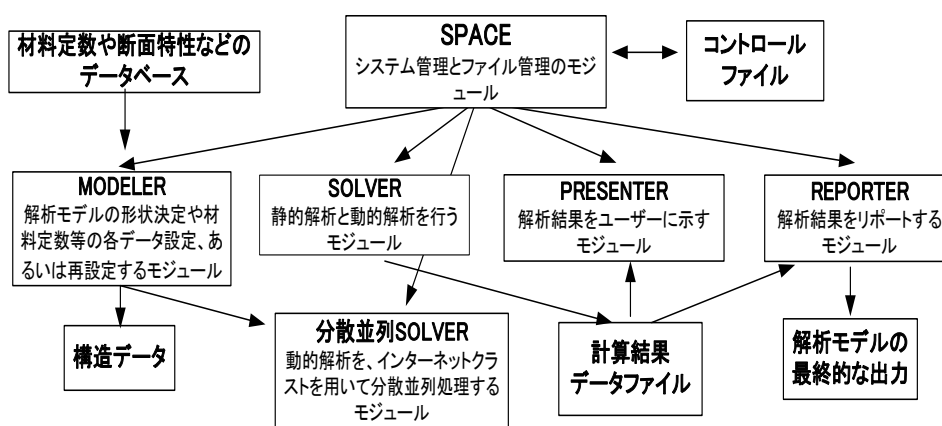 材料定数や断面特性などの
データベース
SPACE
システム管理とファイル管理のモジ
ュール
コントロール
ファイル
MODELER
解析モデルの形状決定や材
料定数等の各データ設定、あ
るいは再設定するモジュール
SOLVER
静的解析と動的解析を行う
モジュール
PRESENTER
解析結果をユーザーに示す
モジュール
REPORTER
解析結果をリポートする
モジュール
構造データ
分散並列SOLVER
動的解析を、インターネットクラ
ストを用いて分散並列処理する
モジュール
計算結果
データファイル
解析モデルの
最終的な出力